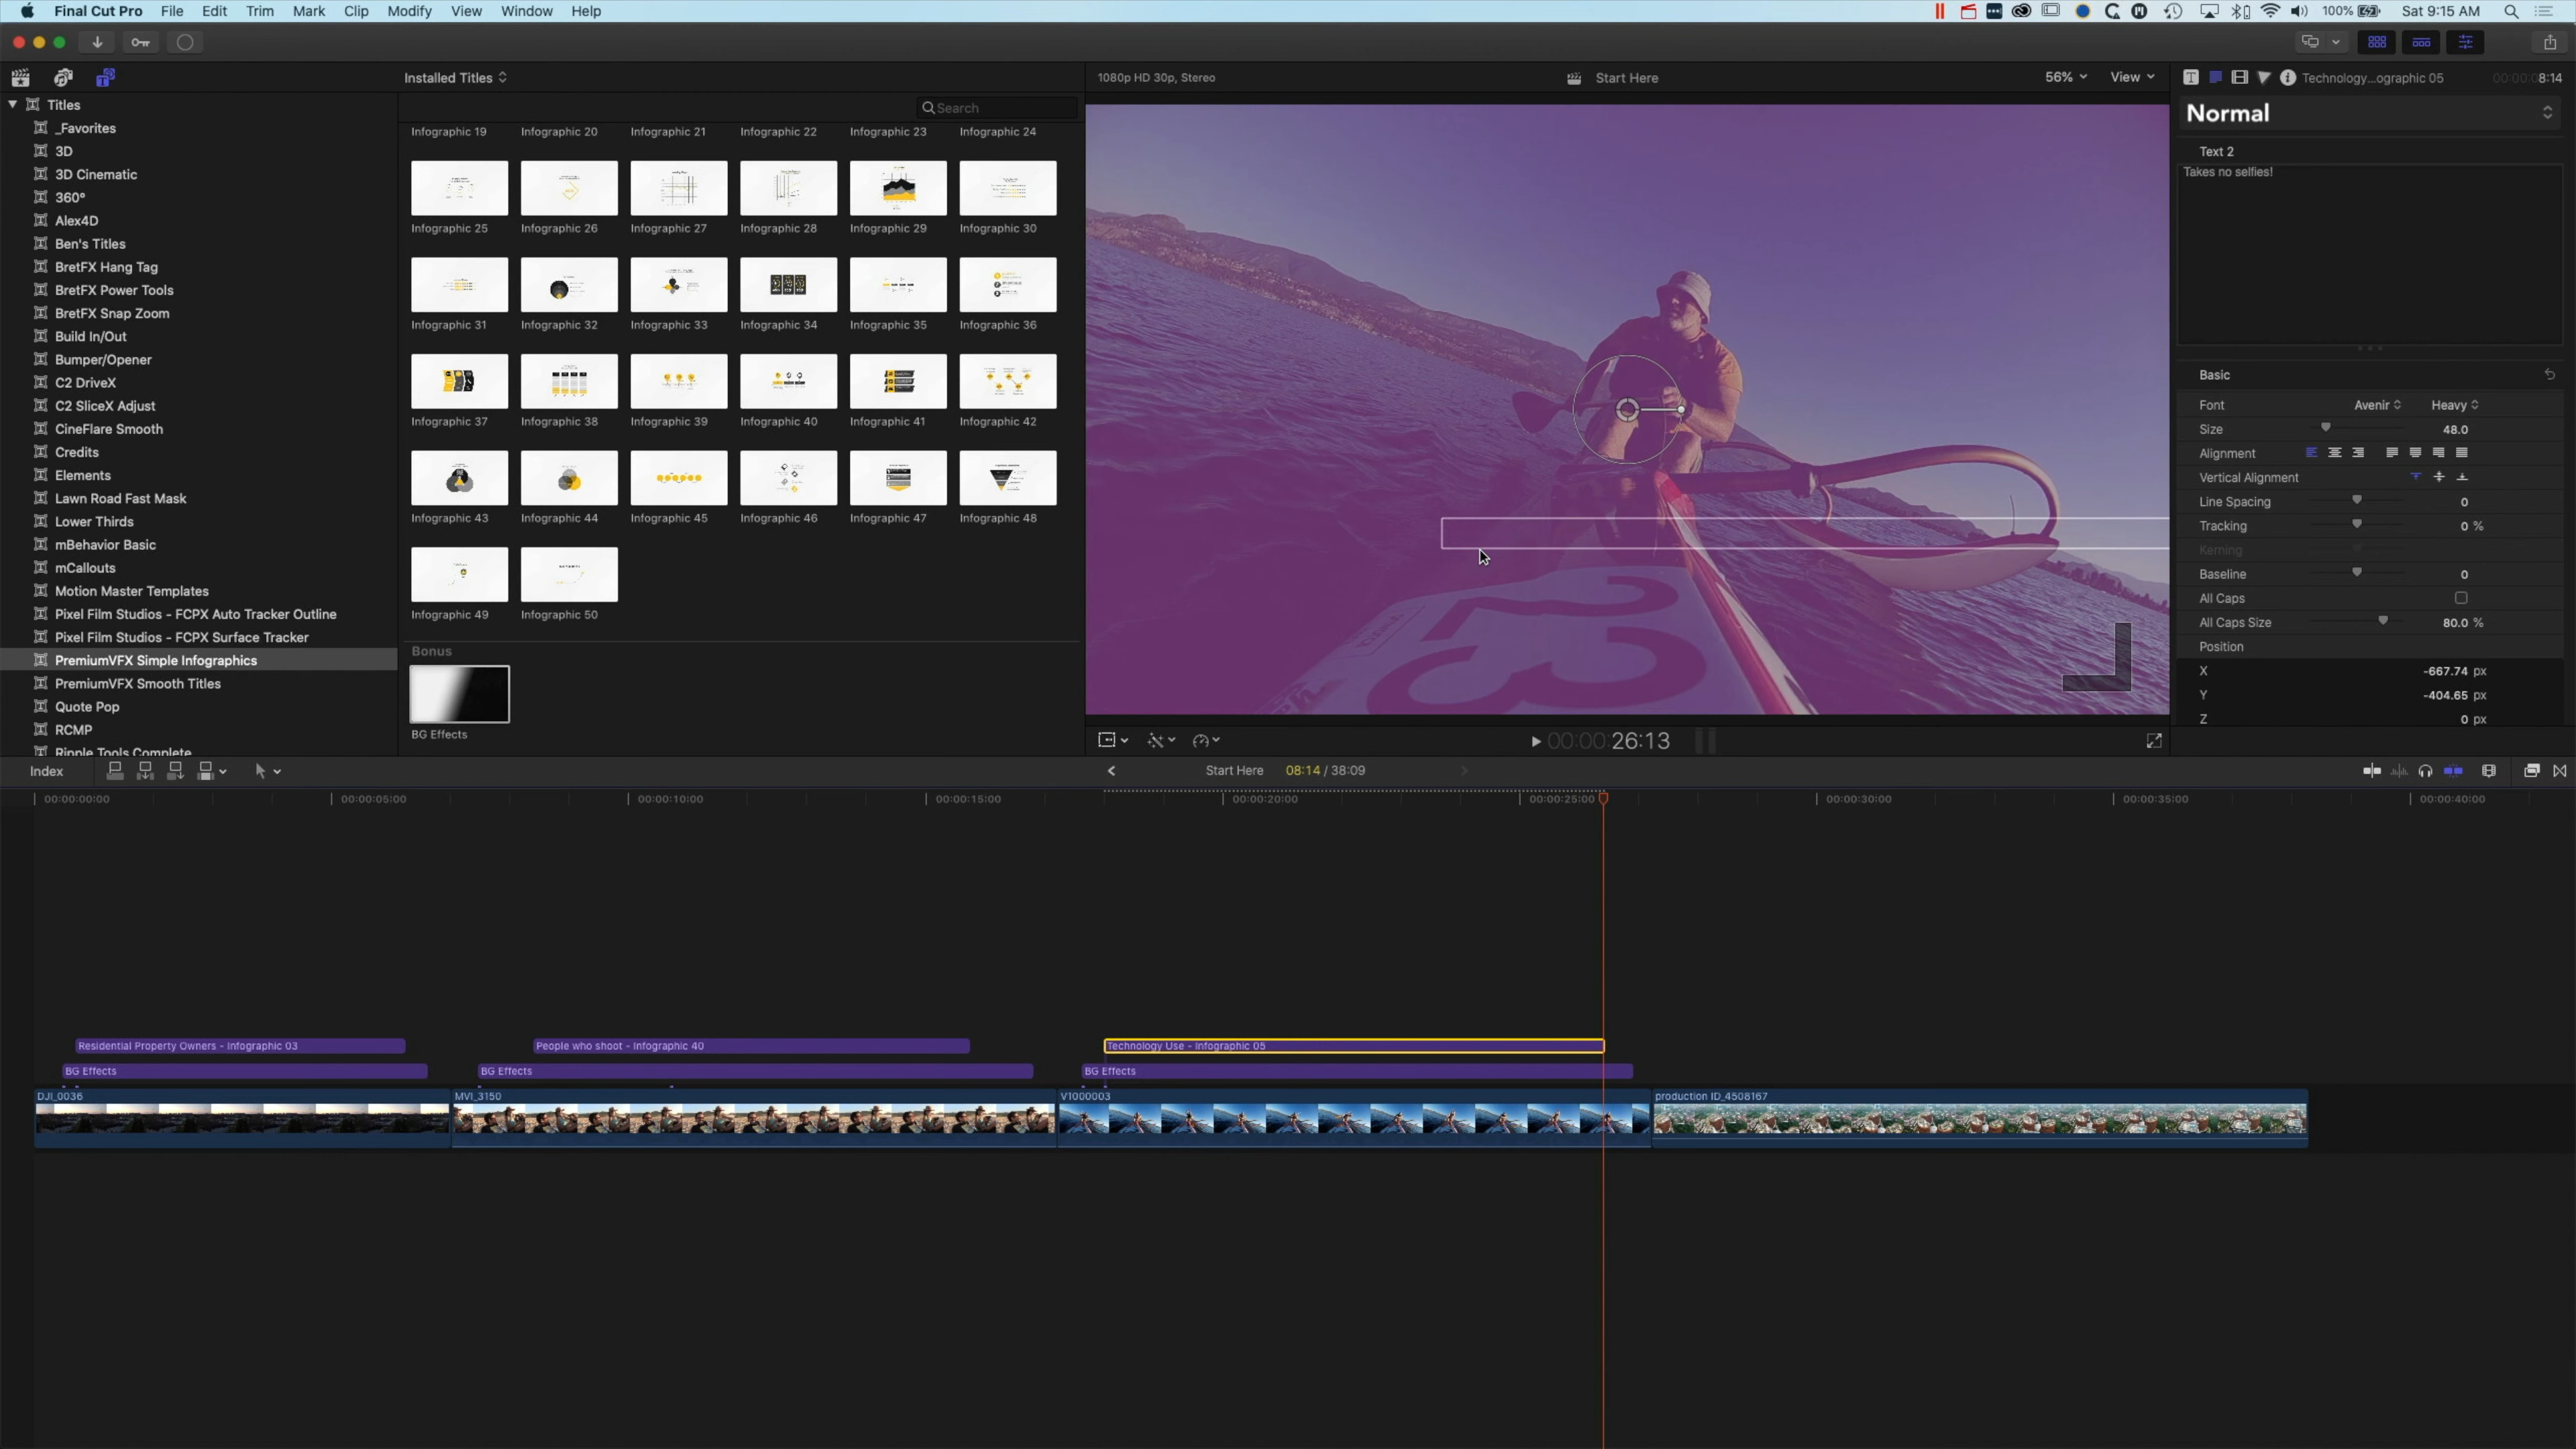 Final Cut Pro File Edit Trim Mark Clip Modify View Window Help 100% Sat 9:15 AM
Installed Titles
1080p HD 30p, Stereo
Start Here
56% View
Technology...ographic 05
00:00:08:14
Titles
_Favorites
3D
3D Cinematic
360°
Alex4D
Ben's Titles
BretFX Hang Tag
BretFX Power Tools
BretFX Snap Zoom
Build In/Out
Bumper/Opener
C2 DriveX
C2 SliceX Adjust
CineFlare Smooth
Credits
Elements
Lawn Road Fast Mask
Lower Thirds
mBehavior Basic
mCallouts
Motion Master Templates
Pixel Film Studios - FCPX Auto Tracker Outline
Pixel Film Studios - FCPX Surface Tracker
PremiumVFX Simple Infographics
PremiumVFX Smooth Titles
Quote Pop
RCMP
Ripple Tools Complete
Search
Infographic 19 Infographic 20 Infographic 21 Infographic 22 Infographic 23 Infographic 24
Infographic 25 Infographic 26 Infographic 27 Infographic 28 Infographic 29 Infographic 30
Infographic 31 Infographic 32 Infographic 33 Infographic 34 Infographic 35 Infographic 36
Infographic 37 Infographic 38 Infographic 39 Infographic 40 Infographic 41 Infographic 42
Infographic 43 Infographic 44 Infographic 45 Infographic 46 Infographic 47 Infographic 48
Infographic 49 Infographic 50
Bonus
BG Effects
23
00:00:26:13
Normal
Text 2
Takes no selfies!
Basic
Font Avenir Heavy
Size 48.0
Alignment
Vertical Alignment
Line Spacing 0
Tracking 0 %
Kerning
Baseline 0
All Caps
All Caps Size 80.0 %
Position
X -667.74 px
Y -404.65 px
Z 0 px
Index
Start Here 08:14 / 38:09
00:00:00:00 00:00:05:00 00:00:10:00 00:00:15:00 00:00:20:00 00:00:25:00 00:00:30:00 00:00:35:00 00:00:40:00
Residential Property Owners - Infographic 03 People who shoot - Infographic 40 Technology Use - Infographic 05
BG Effects BG Effects BG Effects
DJI_0036 MVI_3150 V1000003 production ID_4508167